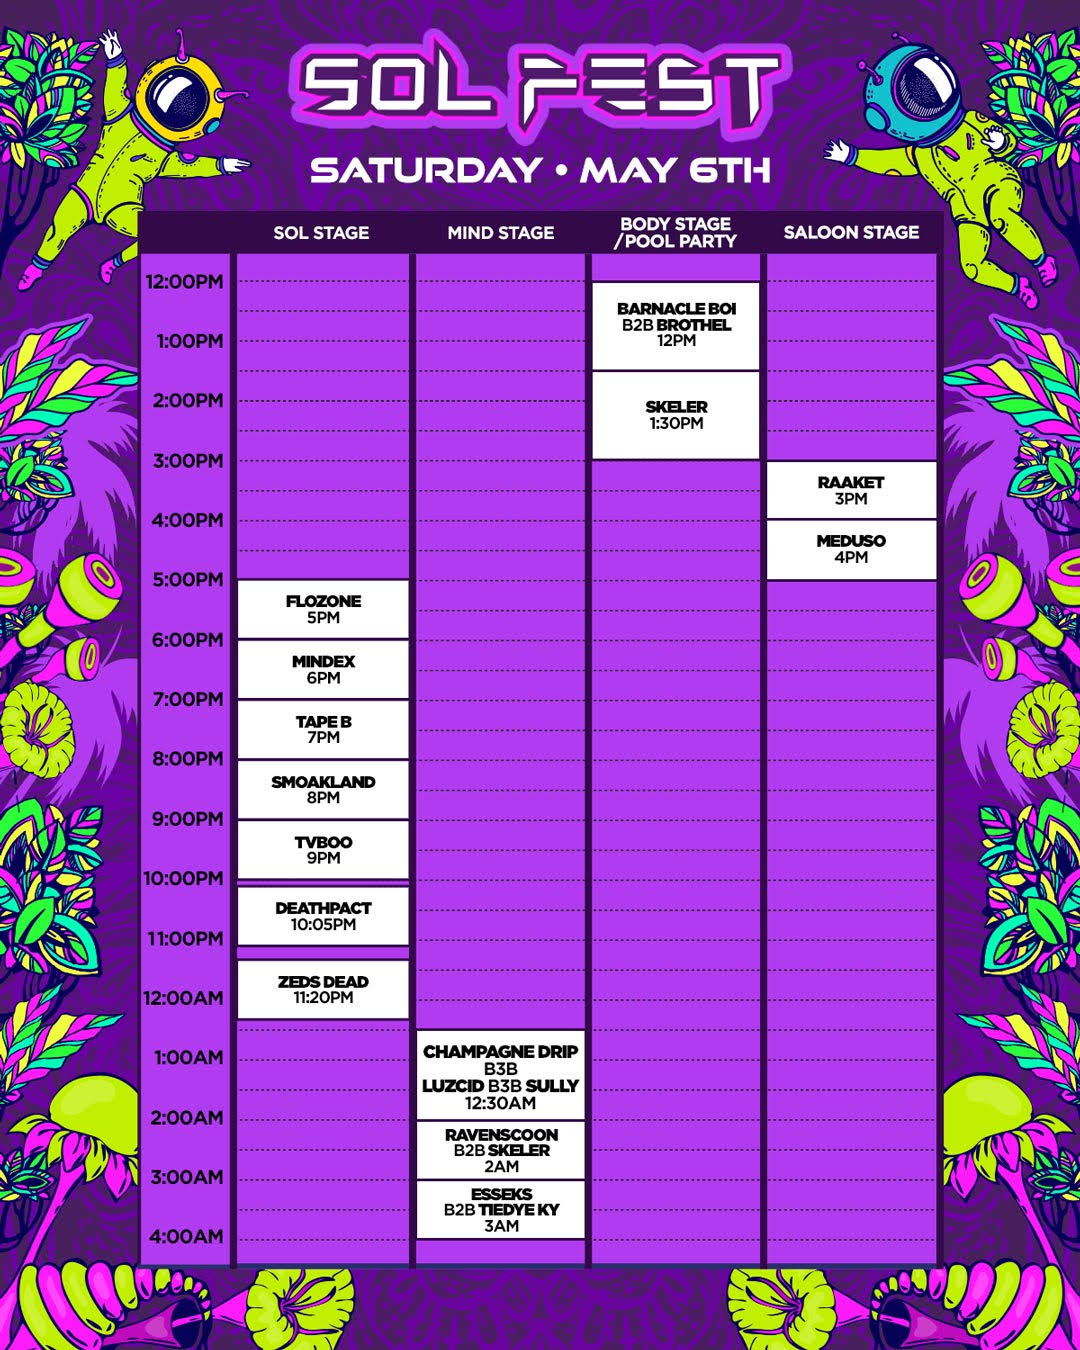 SOL FEST
SATURDAY • MAY 6TH
SOL STAGE
MIND STAGE
BODY STAGE
/POOL PARTY
SALOON STAGE
12:00PM
BARNACLE BOI
B2B BROTHEL
12PM
1:00PM
SKELER
1:30PM
2:00PM
3:00PM
RAAKET
3PM
4:00PM
MEDUSO
4PM
5:00PM
FLOZONE
5PM
6:00PM
MINDEX
6PM
7:00PM
TAPE B
7PM
8:00PM
SMOAKLAND
8PM
9:00PM
TVBOO
9PM
10:00PM
DEATHPACT
10:05PM
11:00PM
ZEDS DEAD
11:20PM
12:00AM
CHAMPAGNE DRIP
B3B
LUZCID B3B SULLY
12:30AM
1:00AM
2:00AM
RAVENSCOON
B2B SKELER
2AM
3:00AM
ESSEKS
B2B TIEDYE KY
3AM
4:00AM